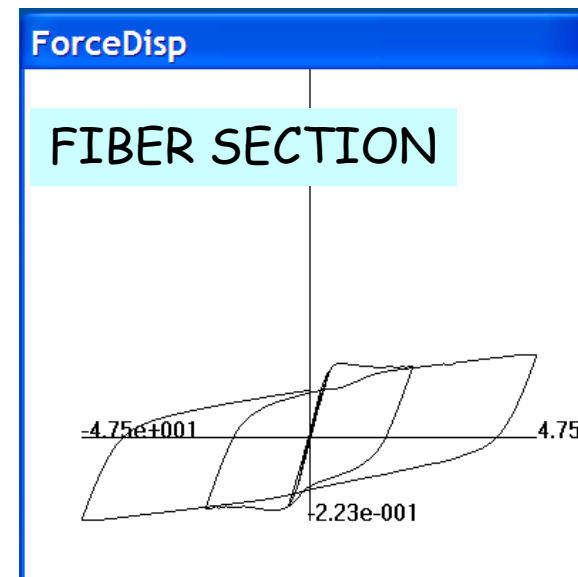 ForceDisp
FIBER SECTION
-4.75e+001
4.75
-2.23e-001